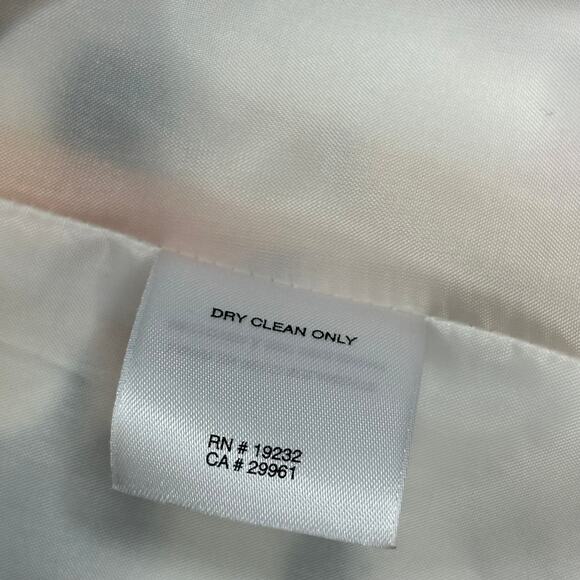 DRY CLEAN ONLY
RN # 19232
CA # 29961